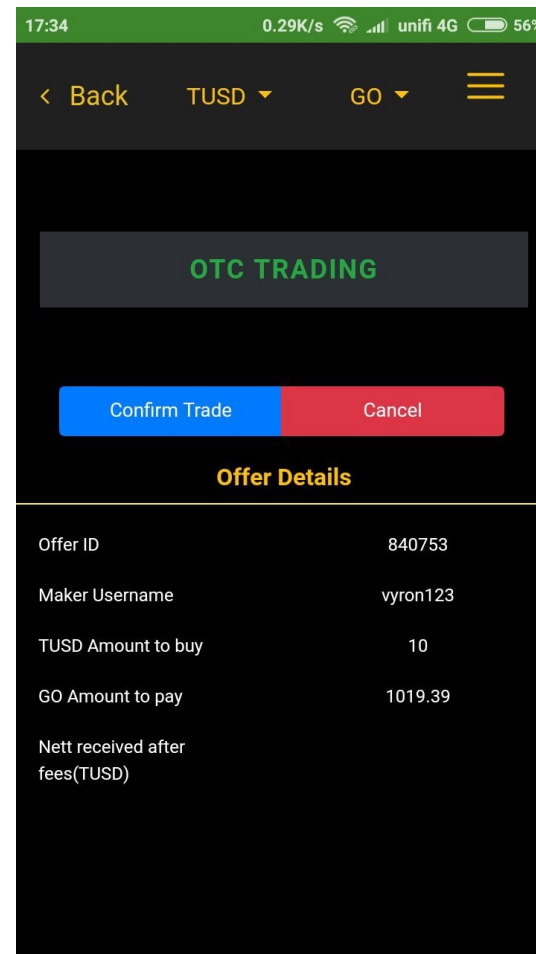 17:34 0.29K/s unifi 4G 56%
< Back TUSD GO
OTC TRADING
Confirm Trade Cancel
Offer Details
Offer ID 840753
Maker Username vyron123
TUSD Amount to buy 10
GO Amount to pay 1019.39
Nett received after
fees(TUSD)